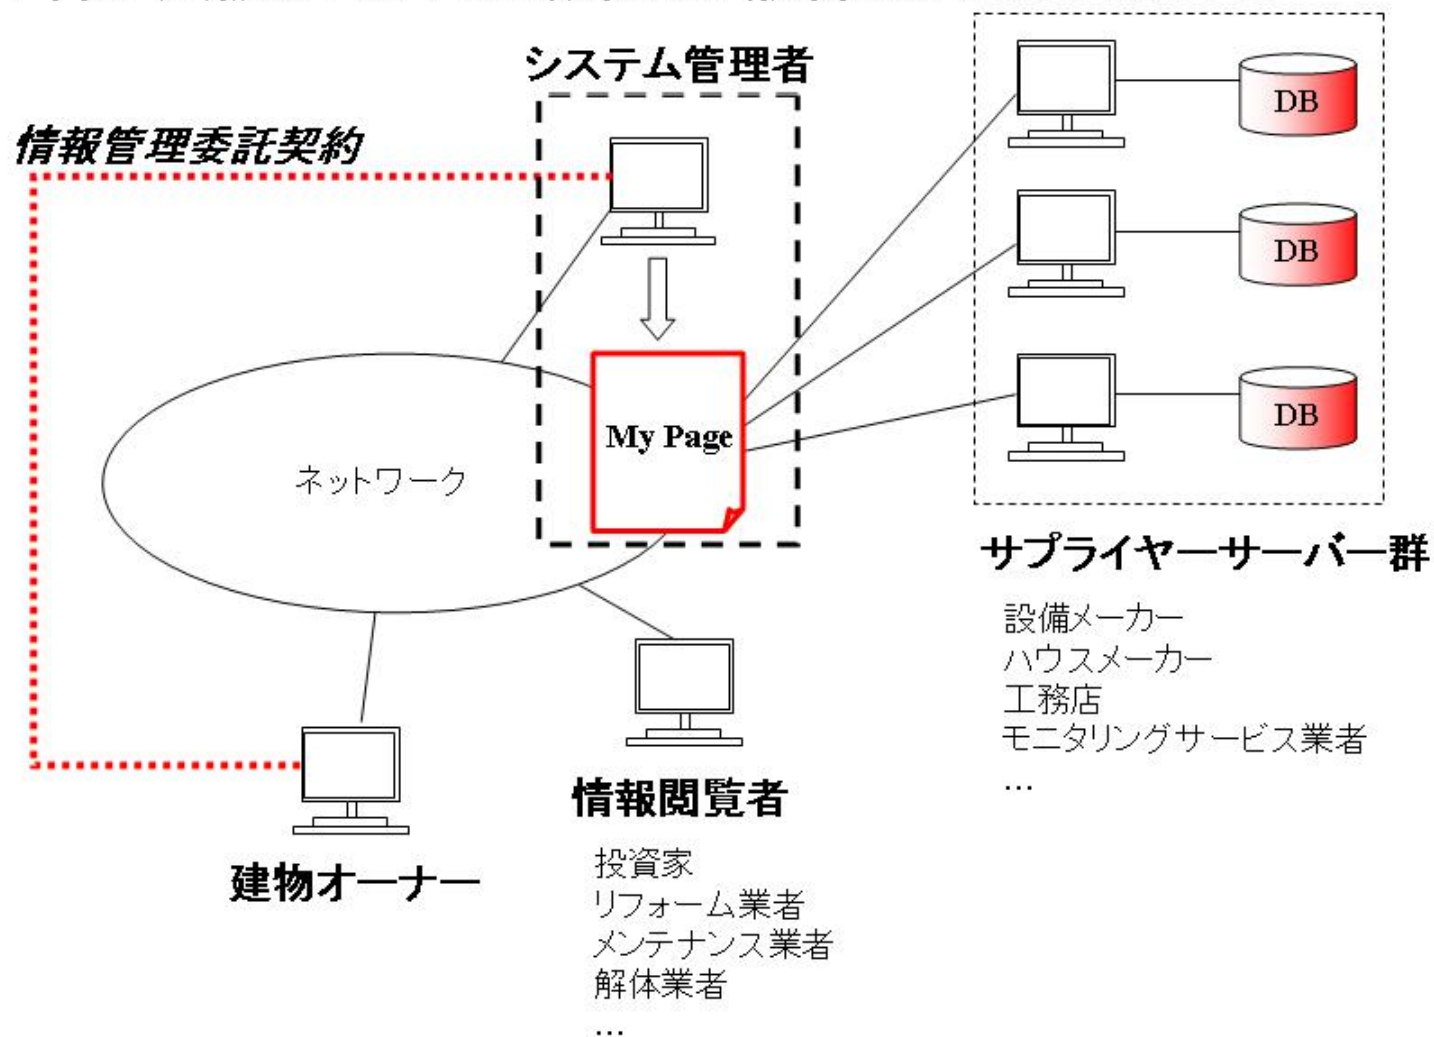 システム管理者
情報管理委託契約
DB
DB
DB
My Page
ネットワーク
サプライヤーサーバー群
設備メーカー
ハウスメーカー
工務店
モニタリングサービス業者
…
情報閲覧者
投資家
リフォーム業者
メンテナンス業者
解体業者
…
建物オーナー